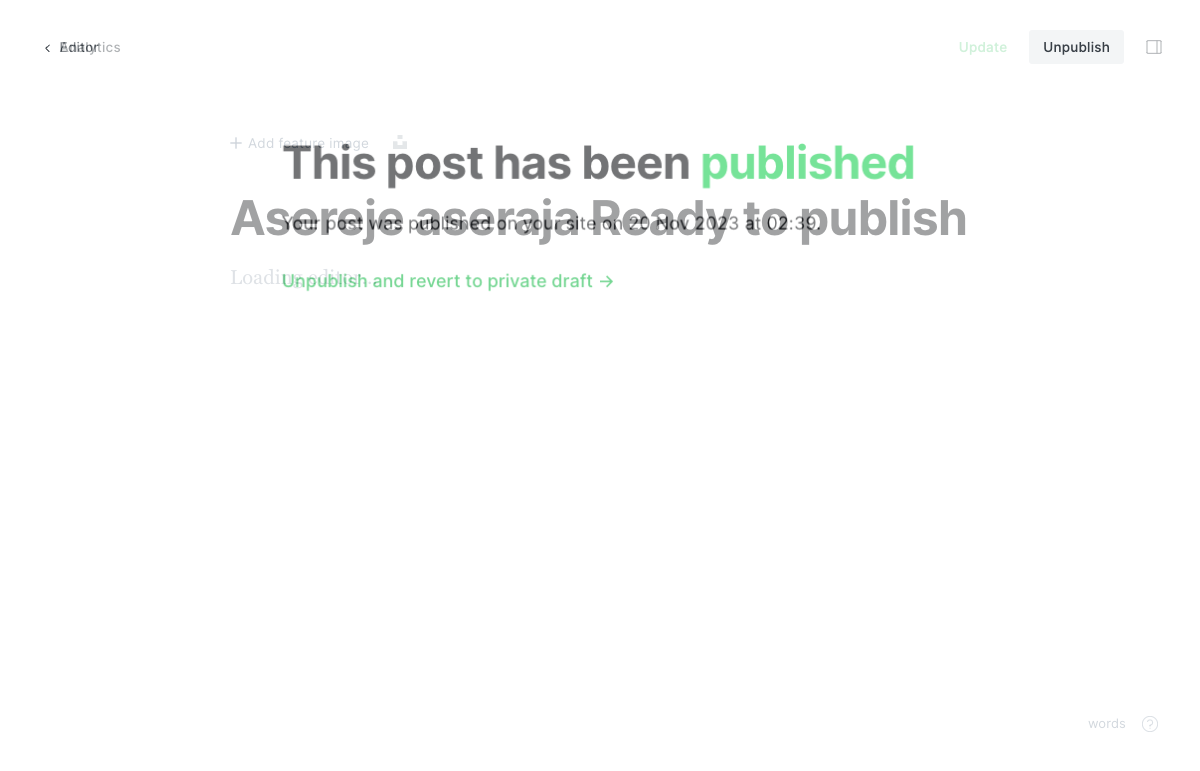 Editor
Analytics
Update
Unpublish
Add feature image
This post has been published
Asereje aseraja Ready to publish
Your post was published on your site on 20 Nov 2023 at 02:39.
Loading editor...
Unpublish and revert to private draft →
words